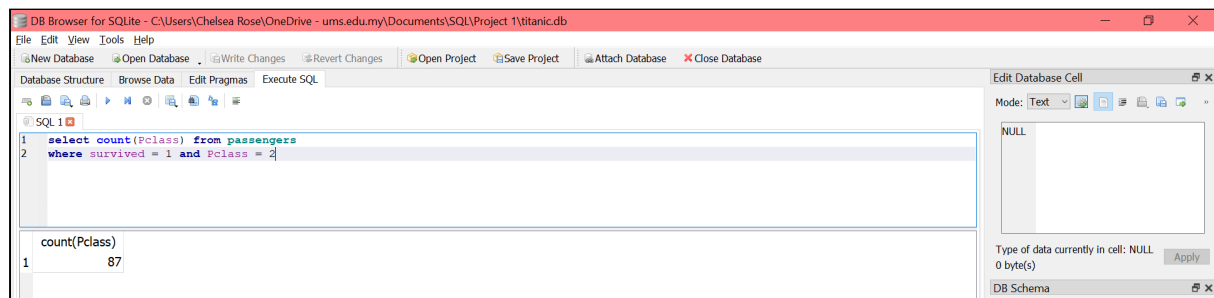 DB Browser for SQLite - C:\Users\Chelsea Rose\OneDrive - ums.edu.my\Documents\SQL\Project 1\titanic.db
File Edit View Tools Help
New Database Open Database Write Changes Revert Changes Open Project Save Project Attach Database Close Database
Database Structure Browse Data Edit Pragmas Execute SQL
SQL 1
1 select count(Pclass) from passengers
2 where survived = 1 and Pclass = 2
count(Pclass)
1 87
Edit Database Cell
Mode: Text
NULL
Type of data currently in cell: NULL
0 byte(s)
Apply
DB Schema